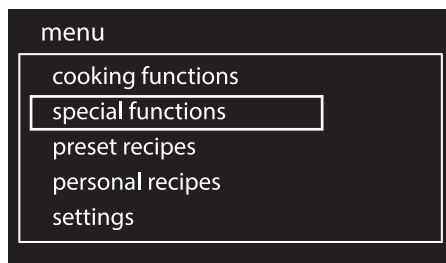 menu
cooking functions
special functions
preset recipes
personal recipes
settings